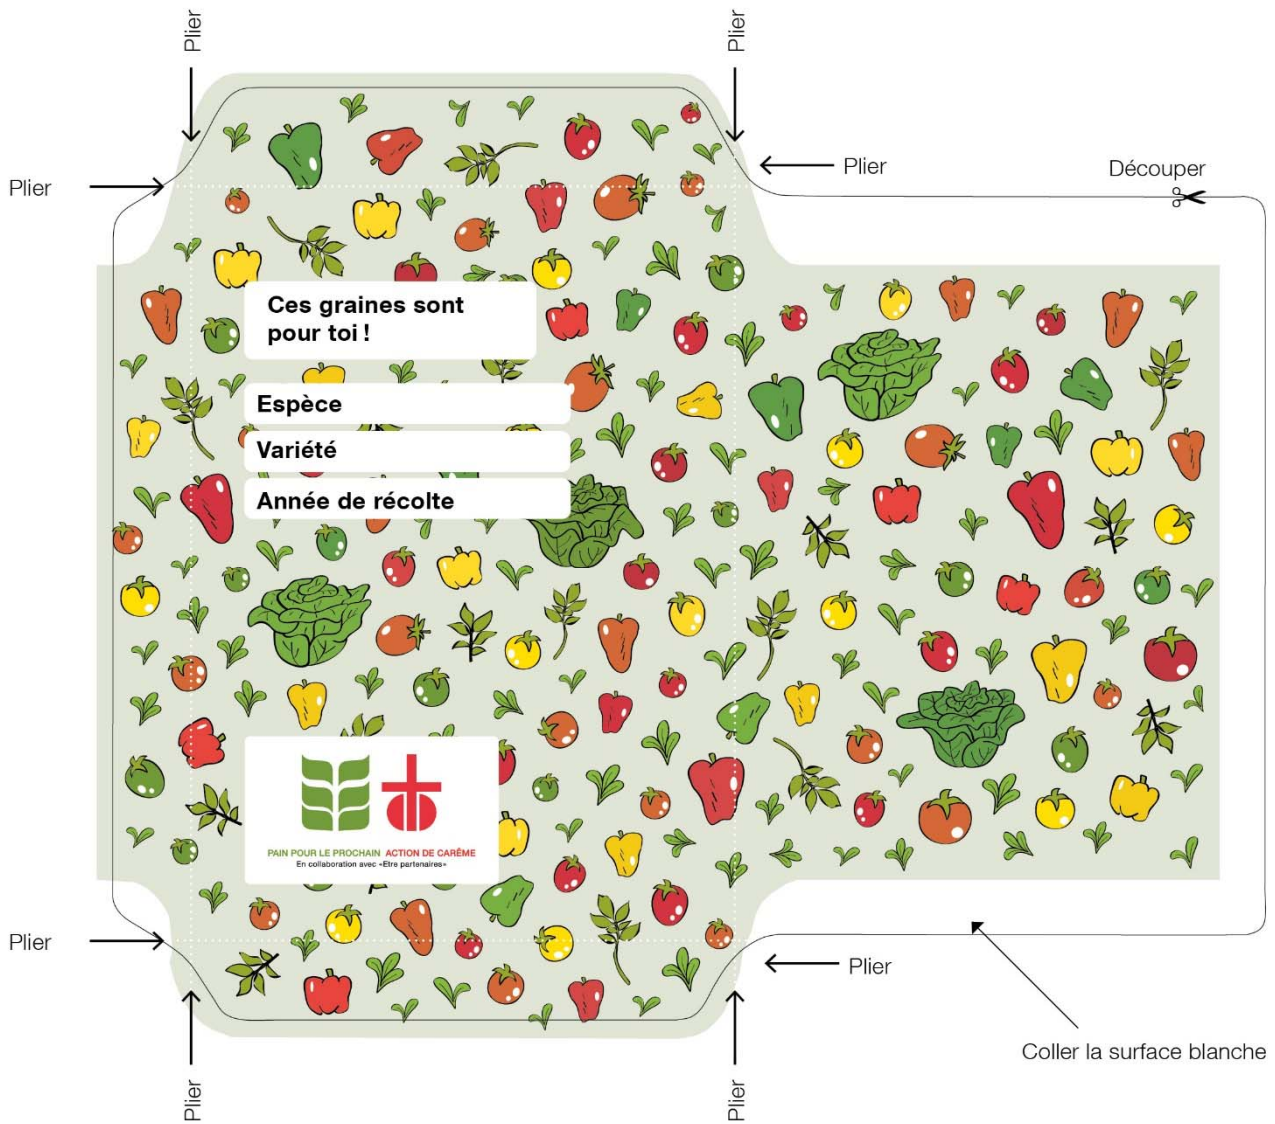 Plier
Plier
Plier
Plier
Découper
Ces graines sont
pour toi !
Espèce
Variété
Année de récolte
PAIN POUR LE PROCHAIN ACTION DE CARÊME
En collaboration avec «Etre partenaires»
Plier
Plier
Coller la surface blanche
Plier
Plier